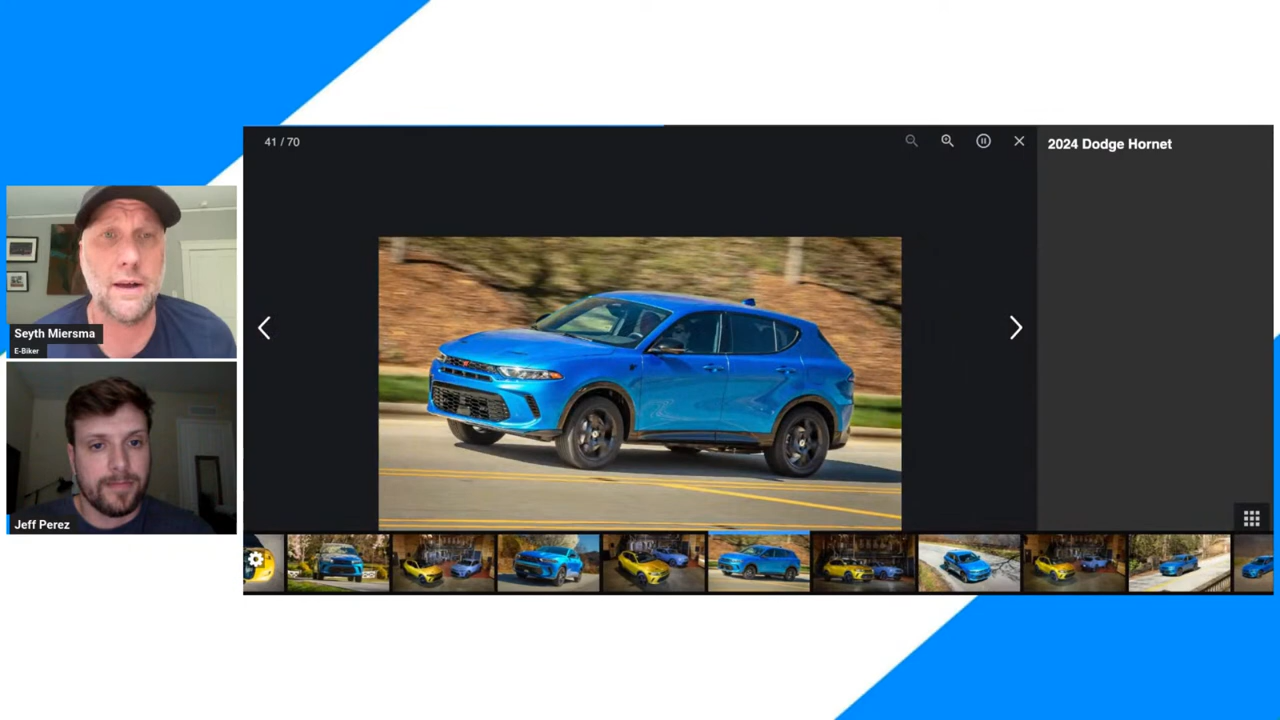 41 / 70
2024 Dodge Hornet
Seyth Miersma
E-Biker
Jeff Perez